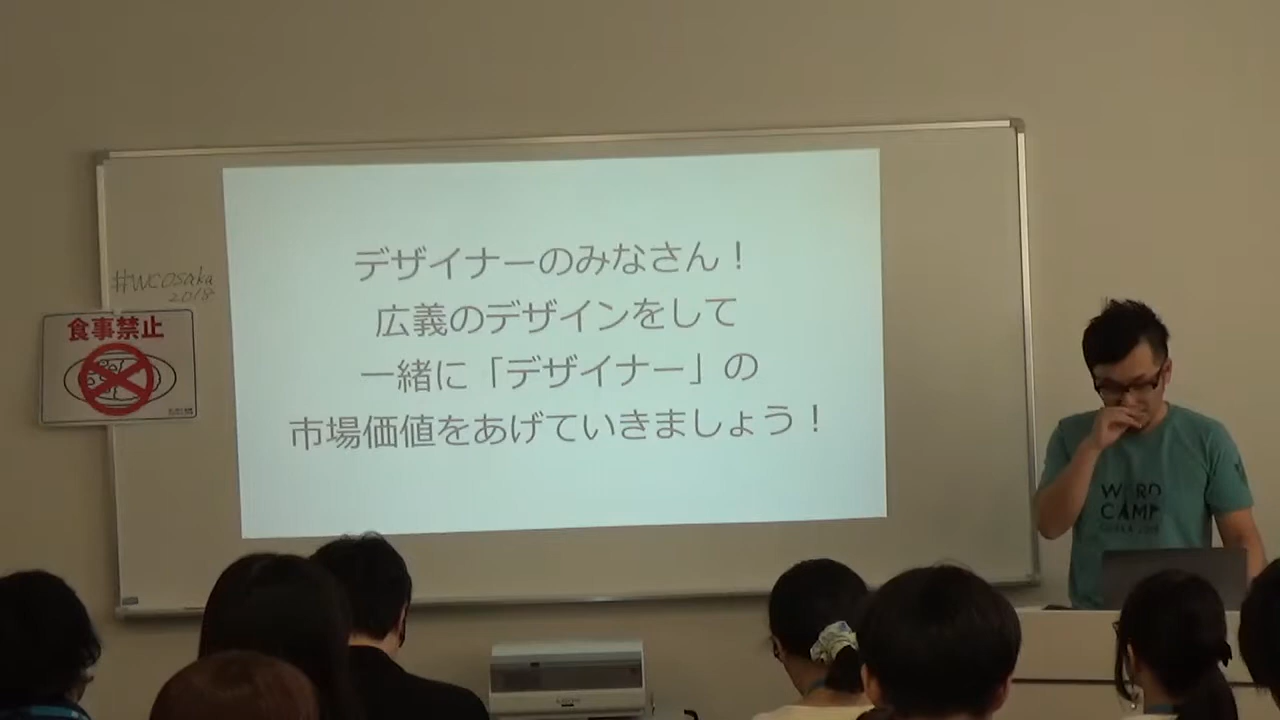 デザイナーのみなさん！
広義のデザインをして
一緒に「デザイナー」の
市場価値をあげていきましょう！
#WCOsaka
2018
食事禁止
WORD
CAMP